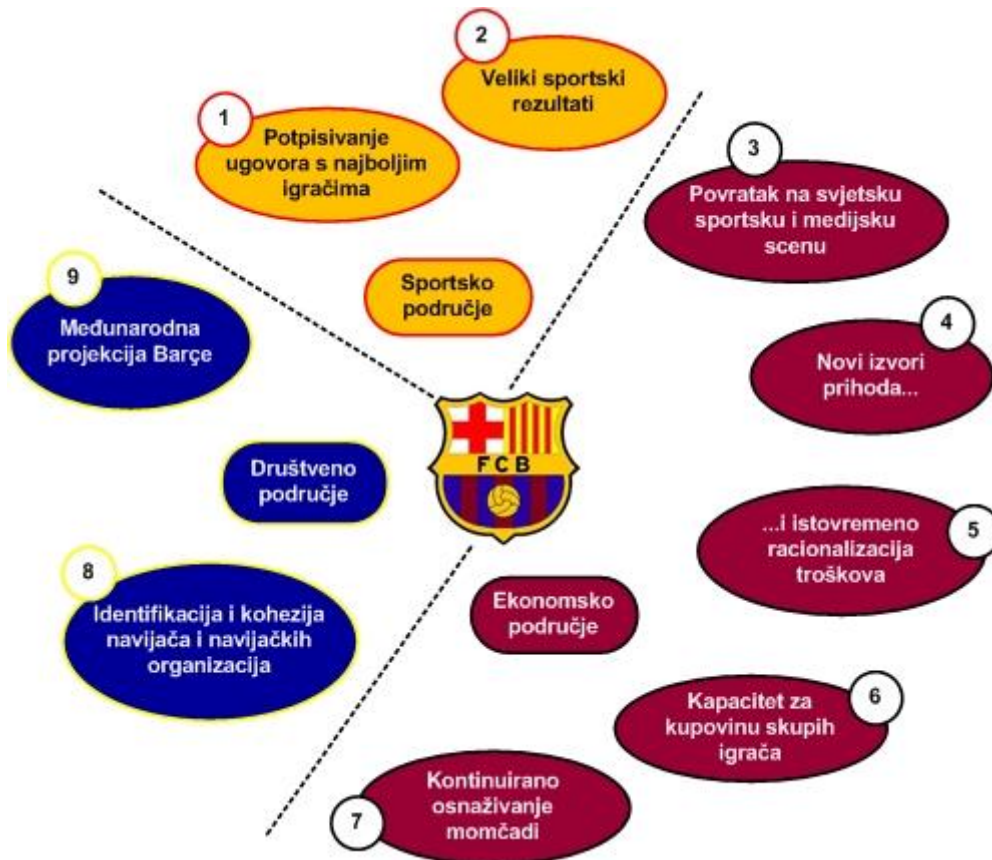 1
Potpisivanje
ugovora s najboljim
igračima
2
Veliki sportski
rezultati
Sportsko
područje
3
Povratak na svjetsku
sportsku i medijsku
scenu
4
Novi izvori
prihoda...
5
...i istovremeno
racionalizacija
troškova
Ekonomsko
područje
6
Kapacitet za
kupovinu skupih
igrača
7
Kontinuirano
osnaživanje
momčadi
8
Identifikacija i kohezija
navijača i navijačkih
organizacija
Društveno
područje
9
Međunarodna
projekcija Barçe
FCB